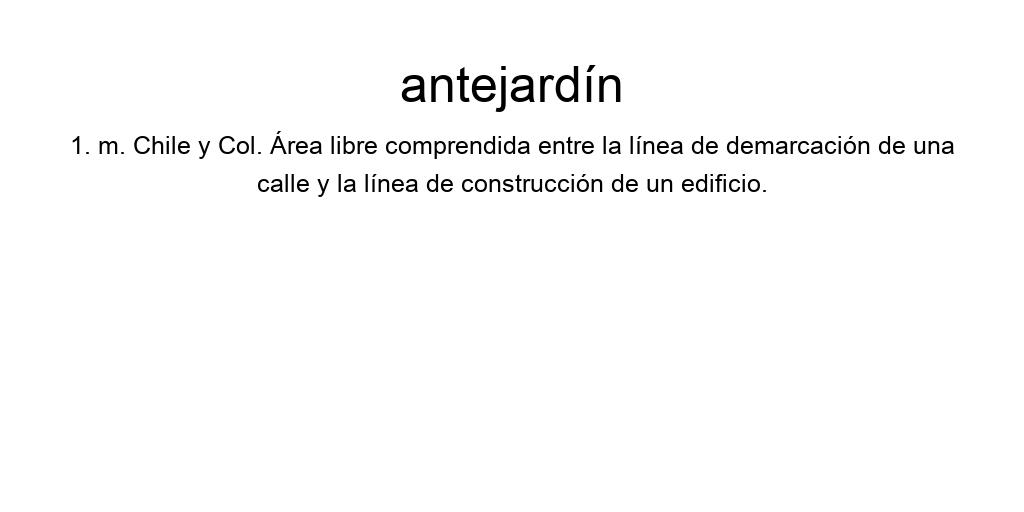 antejardín
1. m. Chile y Col. Área libre comprendida entre la línea de demarcación de una
calle y la línea de construcción de un edificio.